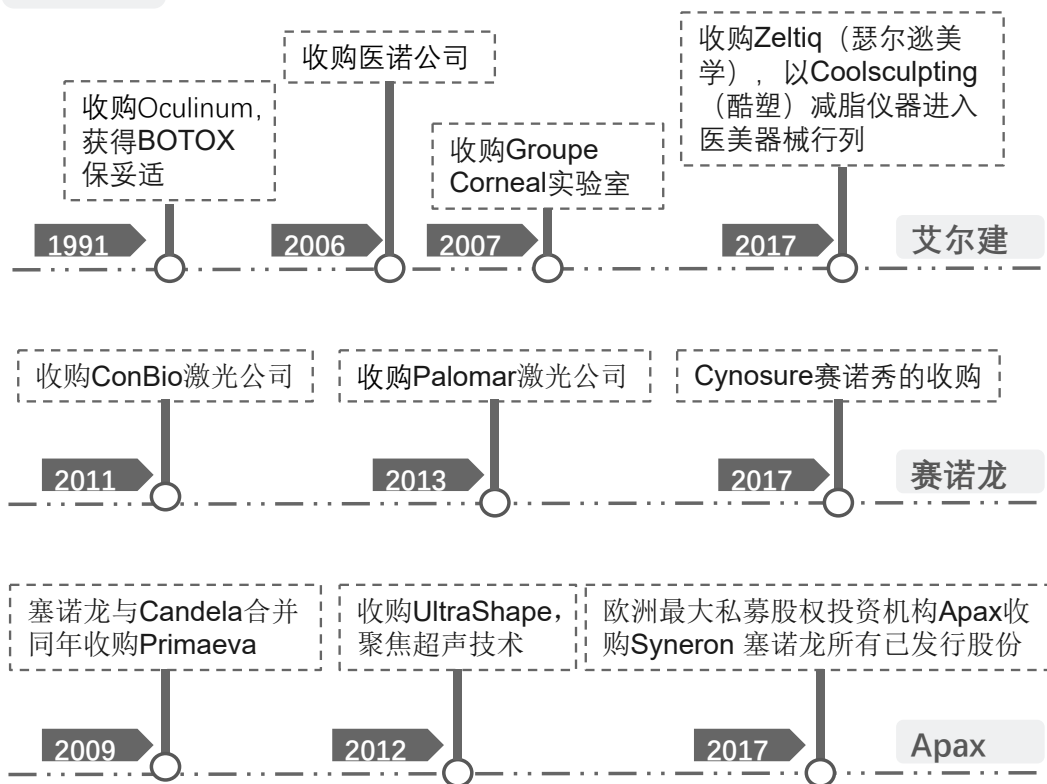 收购Oculinum,
获得BOTOX
保妥适
收购医诺公司
收购Groupe
Corneal实验室
收购Zeltiq（瑟尔邈美
学），以Coolsculpting
（酷塑）减脂仪器进入
医美器械行列
1991
2006
2007
2017
艾尔建
收购ConBio激光公司
收购Palomar激光公司
Cynosure赛诺秀的收购
2011
2013
2017
赛诺龙
塞诺龙与Candela合并
同年收购Primaeva
收购UltraShape，
聚焦超声技术
欧洲最大私募股权投资机构Apax收
购Syneron 塞诺龙所有已发行股份
2009
2012
2017
Apax